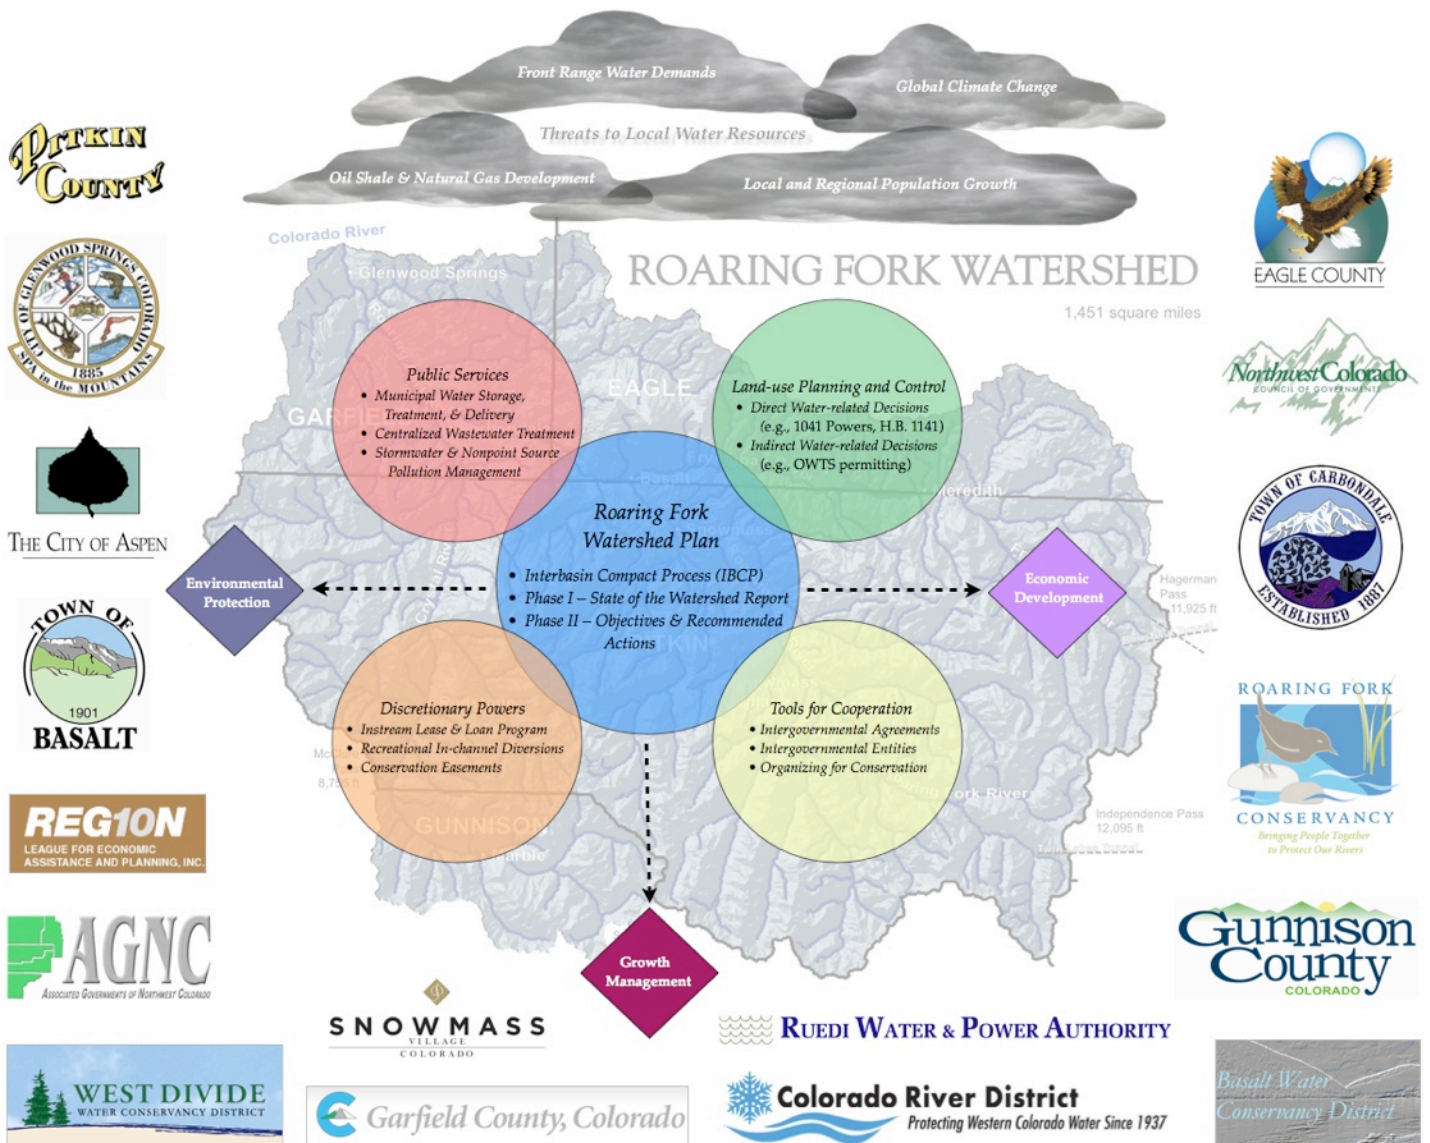 Front Range Water Demands
Global Climate Change
Threats to Local Water Resources
Oil Shale & Natural Gas Development
Local and Regional Population Growth
PITKIN
COUNTY
CITY OF GLENWOOD SPRINGS COLORADO
1885
SPA in the MOUNTAINS
THE CITY OF ASPEN
TOWN OF
1901
BASALT
REG10N
LEAGUE FOR ECONOMIC
ASSISTANCE AND PLANNING, INC.
AGNC
ASSOCIATED GOVERNMENTS OF NORTHWEST COLORADO
WEST DIVIDE
WATER CONSERVANCY DISTRICT
Colorado River
Glenwood Springs
ROARING FORK WATERSHED
1,451 square miles
EAGLE
Public Services
• Municipal Water Storage,
Treatment, & Delivery
• Centralized Wastewater Treatment
• Stormwater & Nonpoint Source
Pollution Management
Land-use Planning and Control
• Direct Water-related Decisions
(e.g., 1041 Powers, H.B. 1141)
• Indirect Water-related Decisions
(e.g., OWTS permitting)
Meredith
Roaring Fork
Watershed Plan
• Interbasin Compact Process (IBCP)
• Phase I – State of the Watershed Report
• Phase II – Objectives & Recommended
Actions
Environmental
Protection
Economic
Development
Hagerman
Pass
11,925 ft
Discretionary Powers
• Instream Lease & Loan Program
• Recreational In-channel Diversions
• Conservation Easements
Tools for Cooperation
• Intergovernmental Agreements
• Intergovernmental Entities
• Organizing for Conservation
GUNNISON
Marble
Fork River
Independence Pass
12,095 ft
Growth
Management
SNOWMASS
VILLAGE
COLORADO
Garfield County, Colorado
RUEDI WATER & POWER AUTHORITY
Colorado River District
Protecting Western Colorado Water Since 1937
EAGLE COUNTY
Northwest Colorado
COUNCIL OF GOVERNMENTS
TOWN OF CARBONDALE
ESTABLISHED 1887
ROARING FORK
CONSERVANCY
Bringing People Together
to Protect Our Rivers
Gunnison
County
COLORADO
Basalt Water
Conservancy District